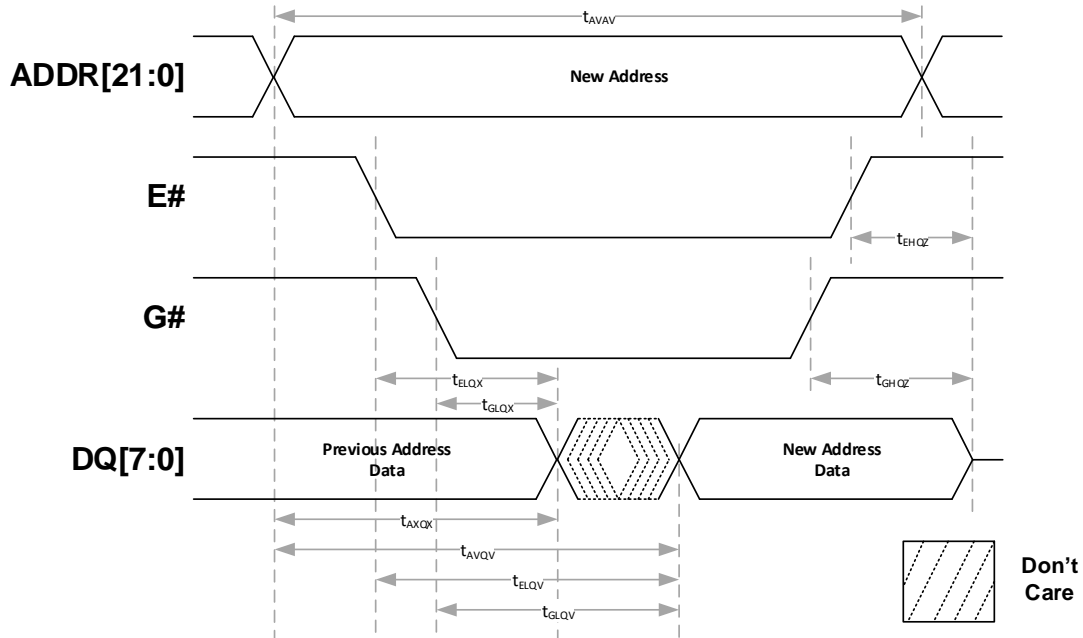 tAVAV
ADDR[21:0]
New Address
E#
tEHQZ
G#
tELQX
tGHQZ
tGLQX
DQ[7:0]
Previous Address
Data
New Address
Data
tAXQX
tAVQV
tELQV
tGLQV
Don't
Care